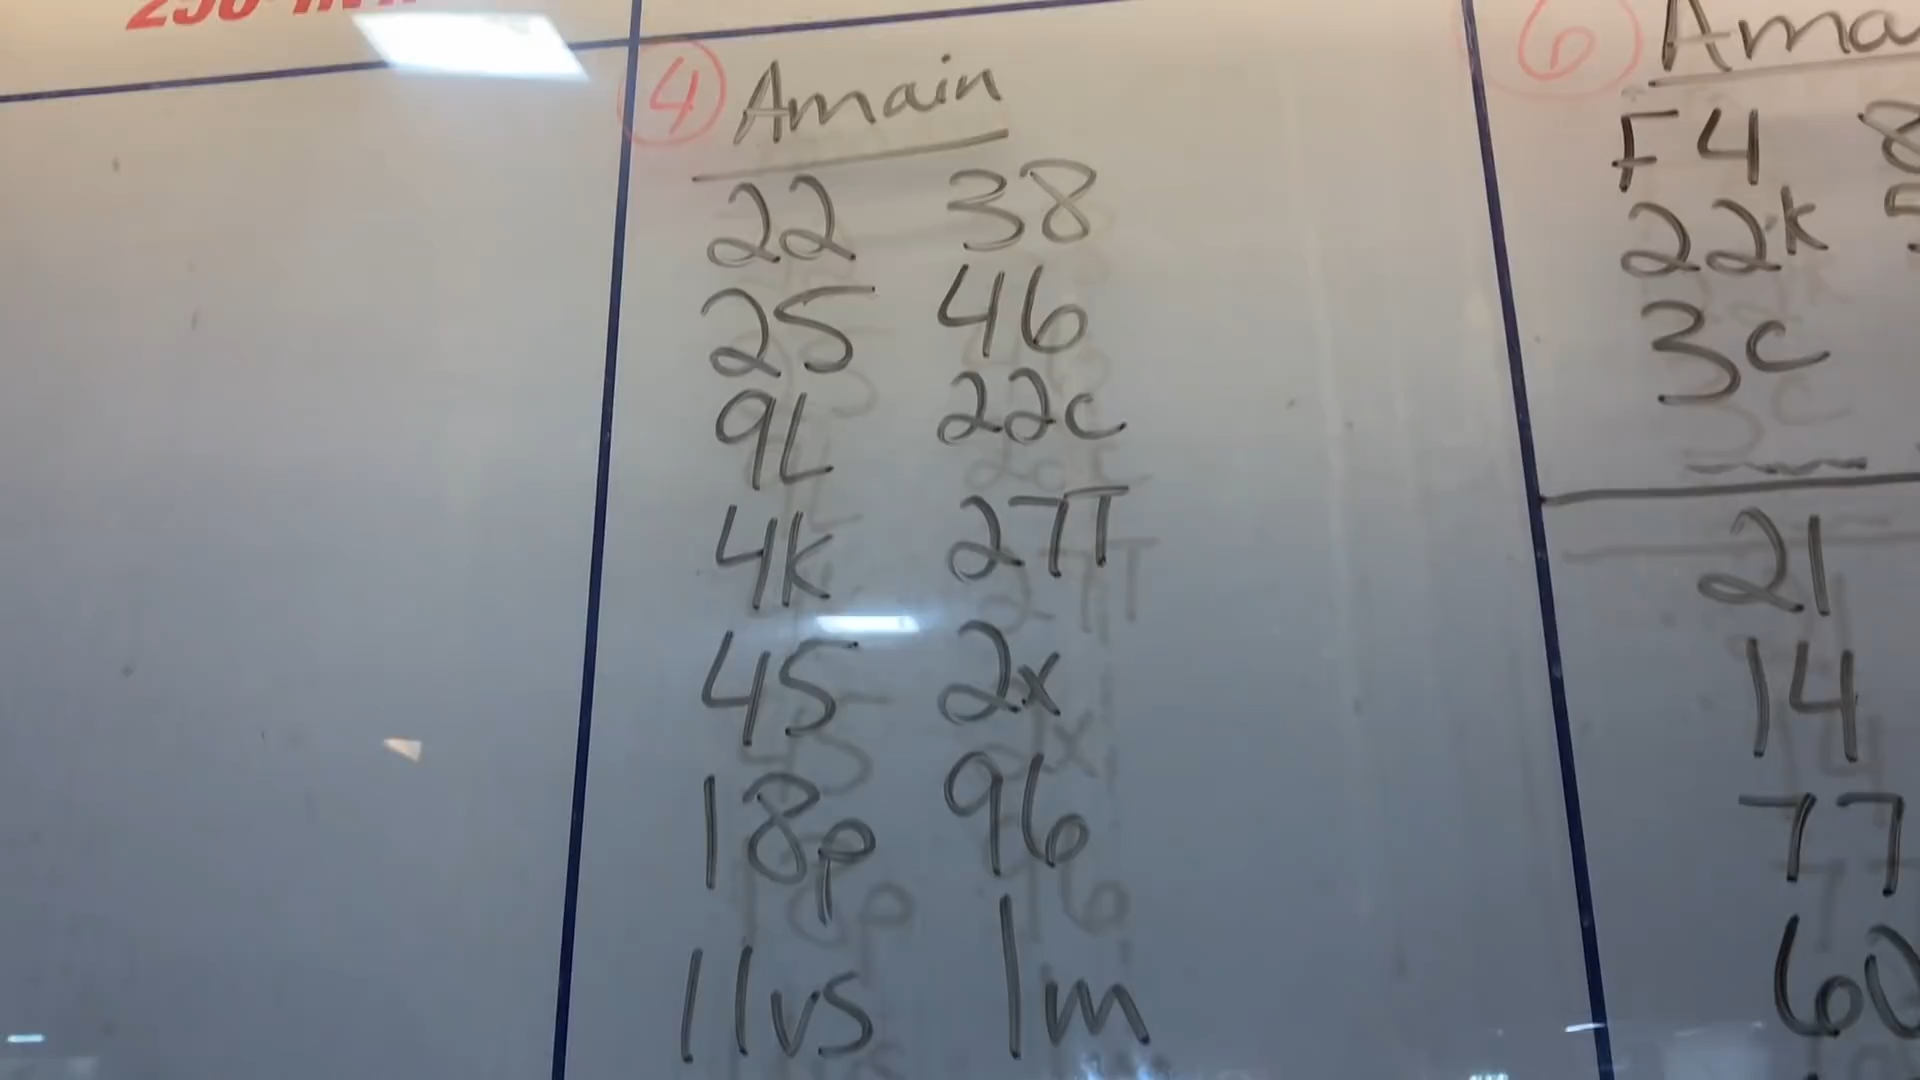 ④ Amain
22 38
25 46
9L 22c
4K 27T
45 2x
18p 96
11vs 1m
⑥
F4
22k
3c
21
14
77
60